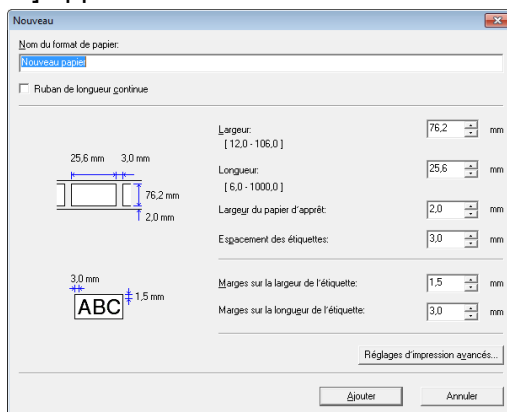 Nouveau
Nom du format de papier:
Nouveau papier
Ruban de longueur continue
Largeur: 76,2 mm
[ 12,0 - 106,0 ]
25,6 mm 3,0 mm
Longueur: 25,6 mm
[ 6,0 - 1000,0 ]
76,2 mm
Largeur du papier d'apprêt: 2,0 mm
2,0 mm
Espacement des étiquettes: 3,0 mm
3,0 mm
Marges sur la largeur de l'étiquette: 1,5 mm
ABC 1,5 mm
Marges sur la longueur de l'étiquette: 3,0 mm
Réglages d'impression avancés...
Ajouter Annuler